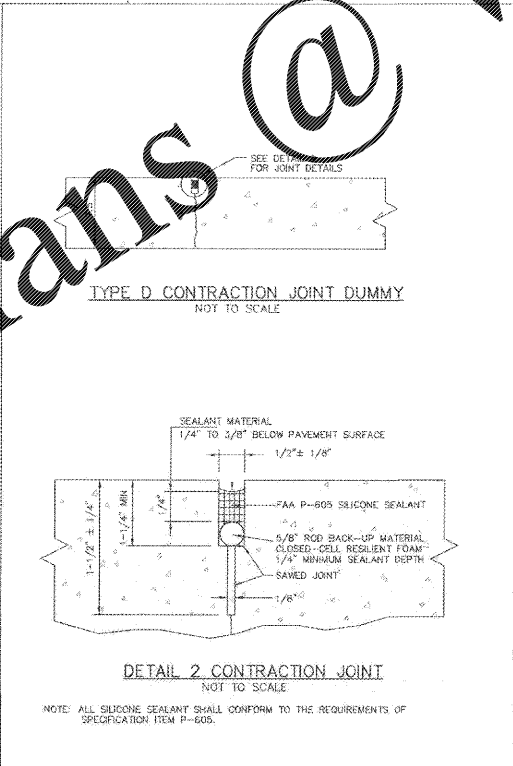 ans @
SEE DETAIL
FOR JOINT DETAILS
TYPE D CONTRACTION JOINT DUMMY
NOT TO SCALE
SEALANT MATERIAL
1/4" TO 3/8" BELOW PAVEMENT SURFACE
1/2"± 1/8"
1-1/2" ± 1/4"
1-1/4" MIN
1/4"
FAA P-605 SILICONE SEALANT
5/8" ROD BACK-UP MATERIAL
CLOSED-CELL RESILIENT FOAM
1/4" MINIMUM SEALANT DEPTH
SAWED JOINT
1/8"
DETAIL 2 CONTRACTION JOINT
NOT TO SCALE
NOTE: ALL SILICONE SEALANT SHALL CONFORM TO THE REQUIREMENTS OF
SPECIFICATION ITEM P-605.